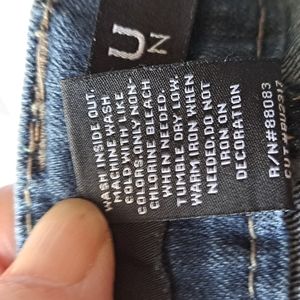 UN
WASH INSIDE OUT.
MACHINE WASH
COLD WITH LIKE
COLORS.ONLY NON-
CHLORINE BLEACH
WHEN NEEDED.
TUMBLE DRY LOW.
WARM IRON WHEN
NEEDED.DO NOT
IRON ON
DECORATION
R/N#88083